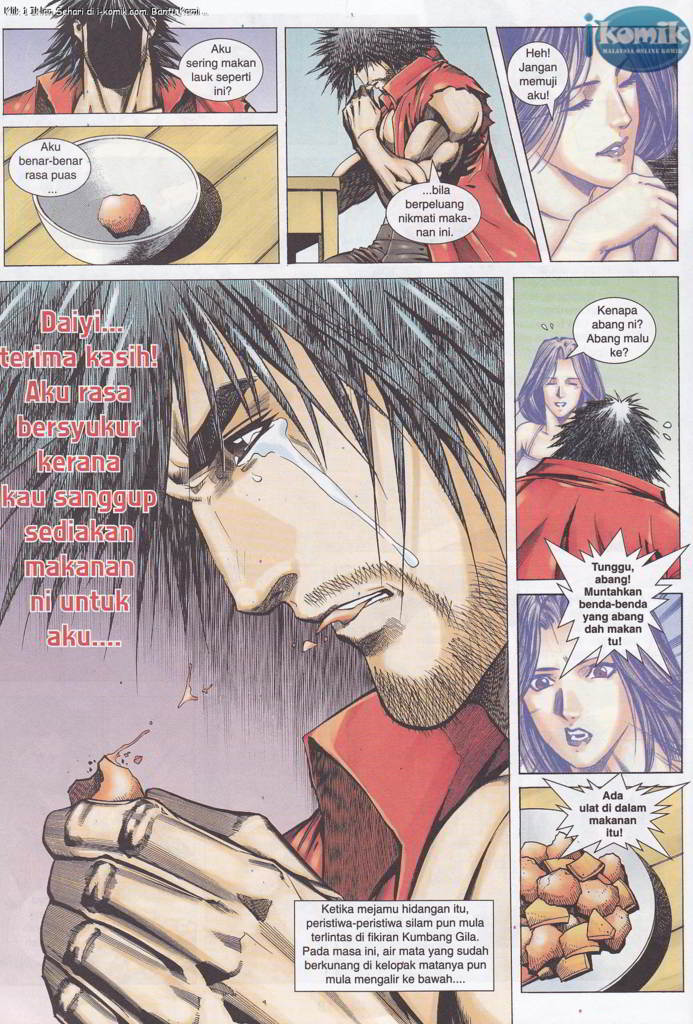 iKomik
MALAYSIA ONLINE KOMIK
Aku
sering makan
lauk seperti
ini?
Aku
benar-benar
rasa puas
...
...bila
berpeluang
nikmati maka-
nan ini.
Heh!
Jangan
memuji
aku!
Daiyi...
terima kasih!
Aku rasa
bersyukur
kerana
kau sanggup
sediakan
makanan
ni untuk
aku....
Kenapa
abang ni?
Abang malu
ke?
Tunggu,
abang!
Muntahkan
benda-benda
yang abang
dah makan
tu!
Ada
ulat di dalam
makanan
itu!
Ketika mejamu hidangan itu,
peristiwa-peristiwa silam pun mula
terlintas di fikiran Kumbang Gila.
Pada masa ini, air mata yang sudah
berkunang di kelopak matanya pun
mula mengalir ke bawah....